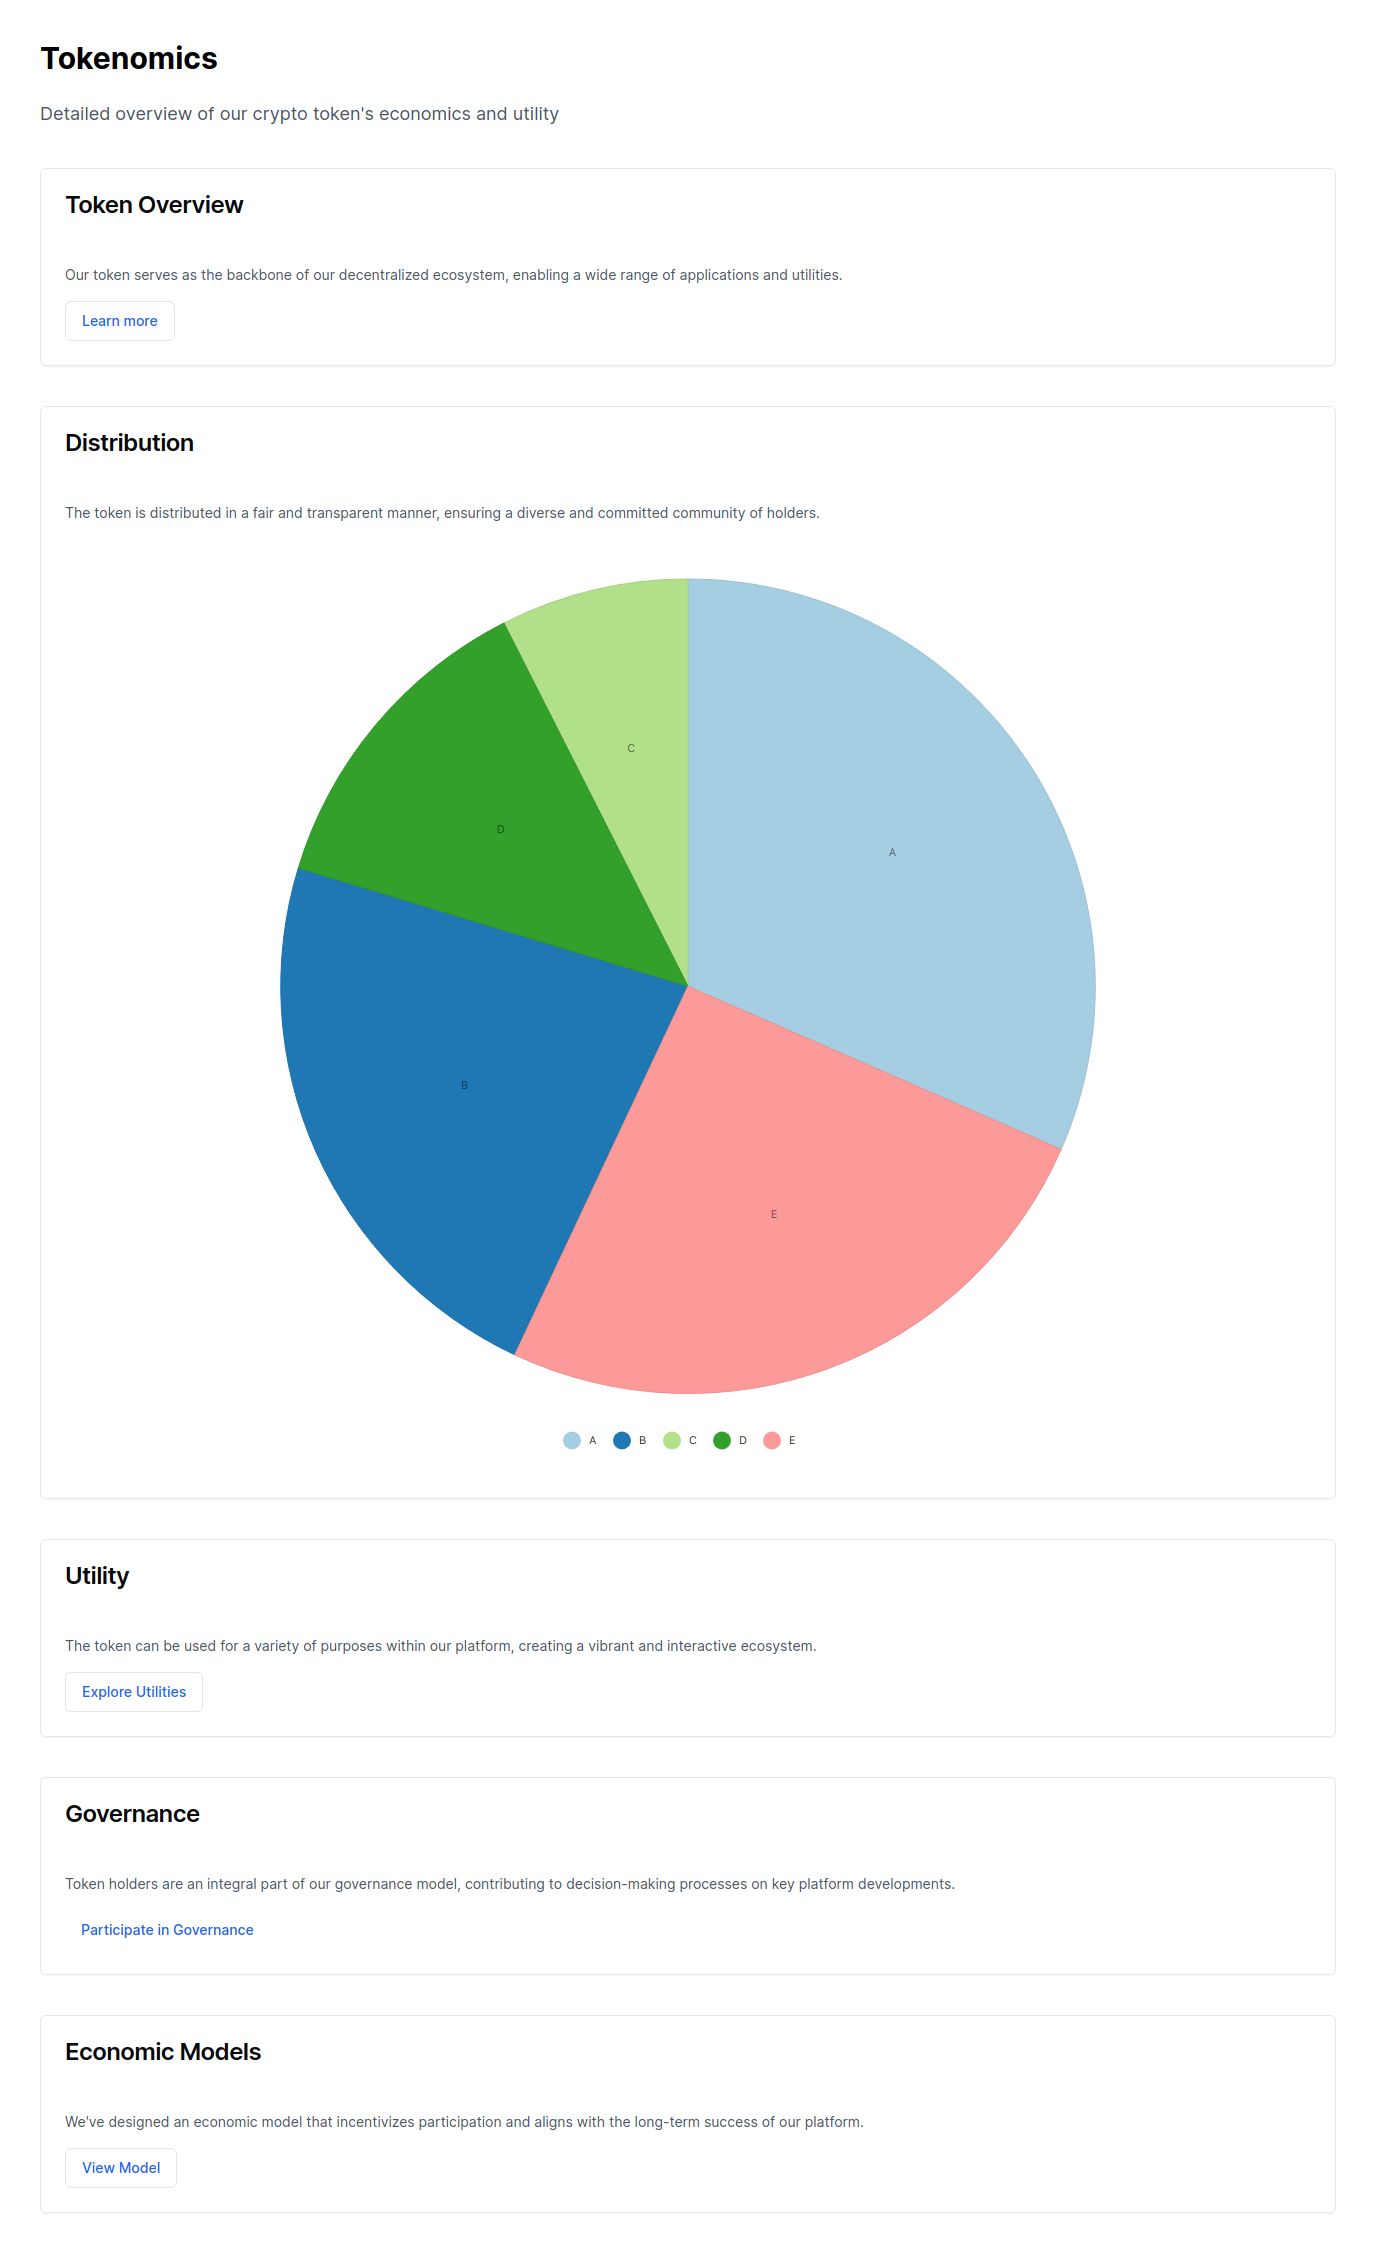 Tokenomics
Detailed overview of our crypto token's economics and utility
Token Overview
Our token serves as the backbone of our decentralized ecosystem, enabling a wide range of applications and utilities.
Learn more
Distribution
The token is distributed in a fair and transparent manner, ensuring a diverse and committed community of holders.
C
D
A
B
E
A B C D E
Utility
The token can be used for a variety of purposes within our platform, creating a vibrant and interactive ecosystem.
Explore Utilities
Governance
Token holders are an integral part of our governance model, contributing to decision-making processes on key platform developments.
Participate in Governance
Economic Models
We've designed an economic model that incentivizes participation and aligns with the long-term success of our platform.
View Model